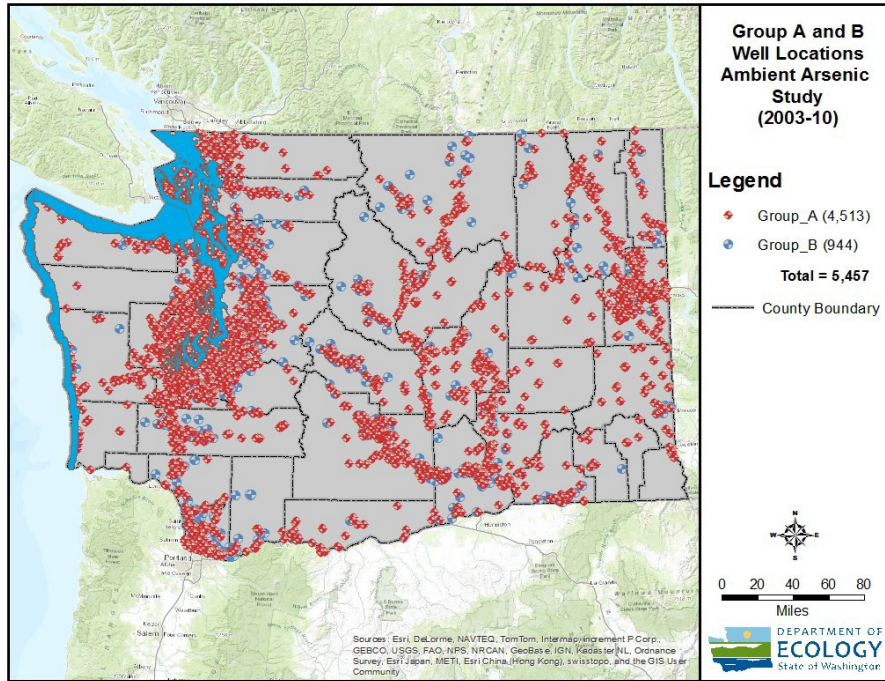 Group A and B
Well Locations
Ambient Arsenic
Study
(2003-10)
Legend
Group_A (4,513)
Group_B (944)
Total = 5,457
County Boundary
N
W E
S
0 20 40 60 80
Miles
DEPARTMENT OF
ECOLOGY
State of Washington
Vancouver
Richmond
Langley
Portland
Salem
Sources: Esri, DeLorme, NAVTEQ, TomTom, Intermap, increment P Corp.,
GEBCO, USGS, FAO, NPS, NRCAN, GeoBase, IGN, Kadaster NL, Ordnance
Survey, Esri Japan, METI, Esri China (Hong Kong), swisstopo, and the GIS User
Community